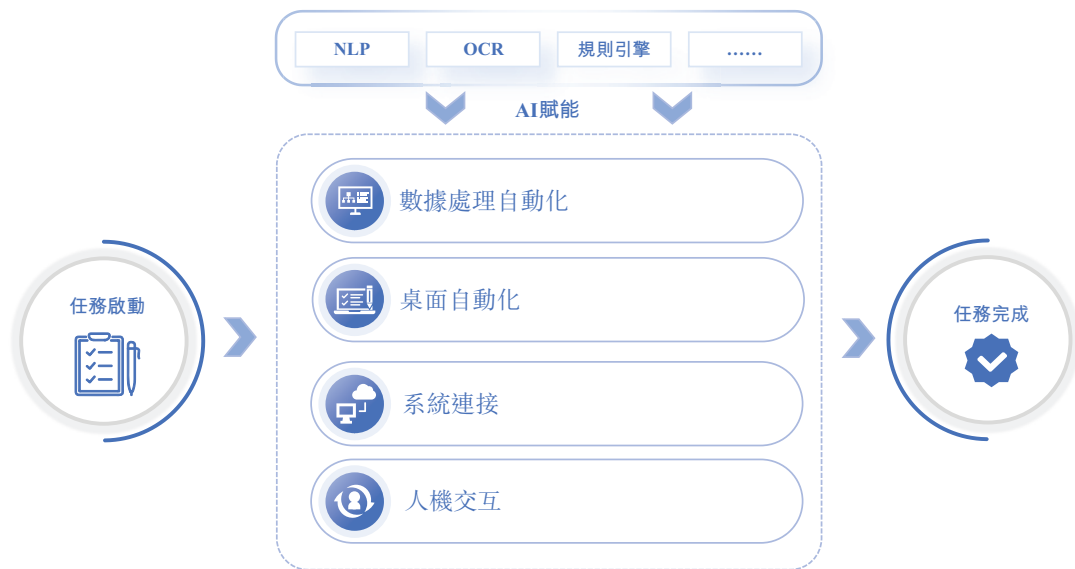 NLP OCR 規則引擎 ......
AI賦能
數據處理自動化
任務啟動
桌面自動化
任務完成
系統連接
人機交互